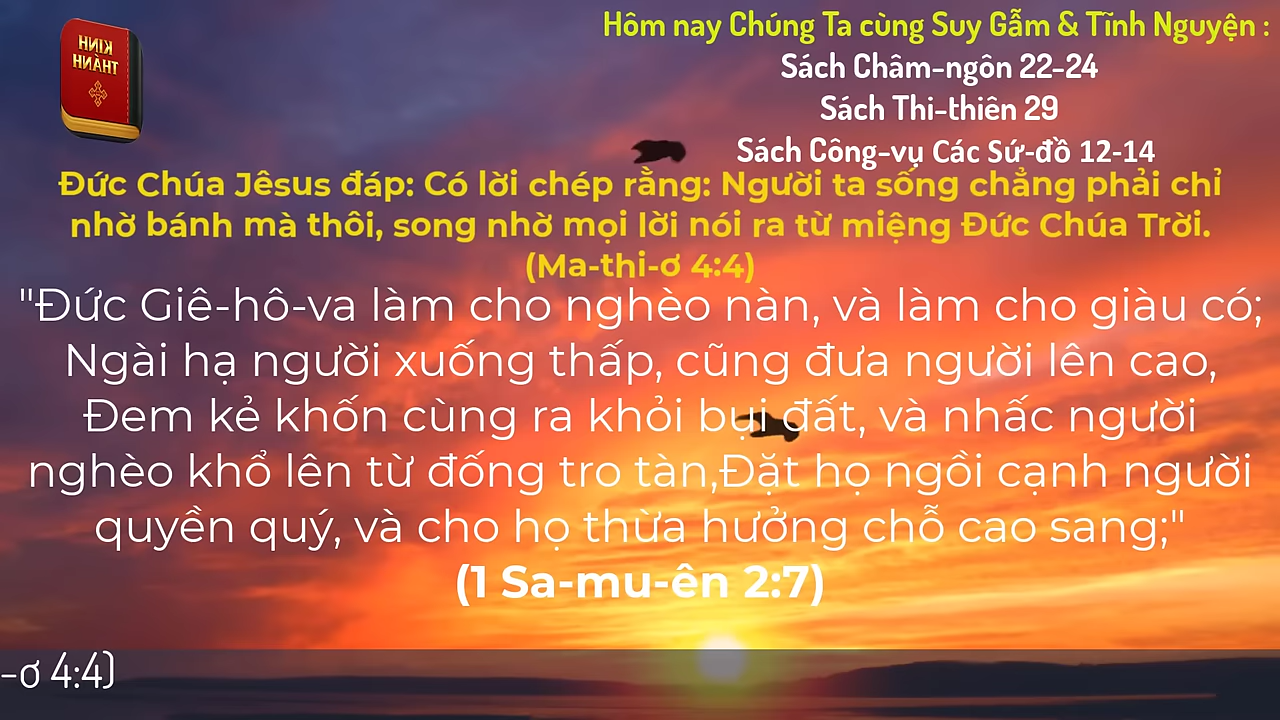 KINH
THÁNH
Hôm nay Chúng Ta cùng Suy Gẫm & Tĩnh Nguyện :
Sách Châm-ngôn 22-24
Sách Thi-thiên 29
Sách Công-vụ Các Sứ-đồ 12-14
Đức Chúa Jêsus đáp: Có lời chép rằng: Người ta sống chẳng phải chỉ
nhờ bánh mà thôi, song nhờ mọi lời nói ra từ miệng Đức Chúa Trời.
(Ma-thi-ơ 4:4)
"Đức Giê-hô-va làm cho nghèo nàn, và làm cho giàu có;
Ngài hạ người xuống thấp, cũng đưa người lên cao,
Đem kẻ khốn cùng ra khỏi bụi đất, và nhấc người
nghèo khổ lên từ đống tro tàn,Đặt họ ngồi cạnh người
quyền quý, và cho họ thừa hưởng chỗ cao sang;"
(1 Sa-mu-ên 2:7)
-ơ 4:4)